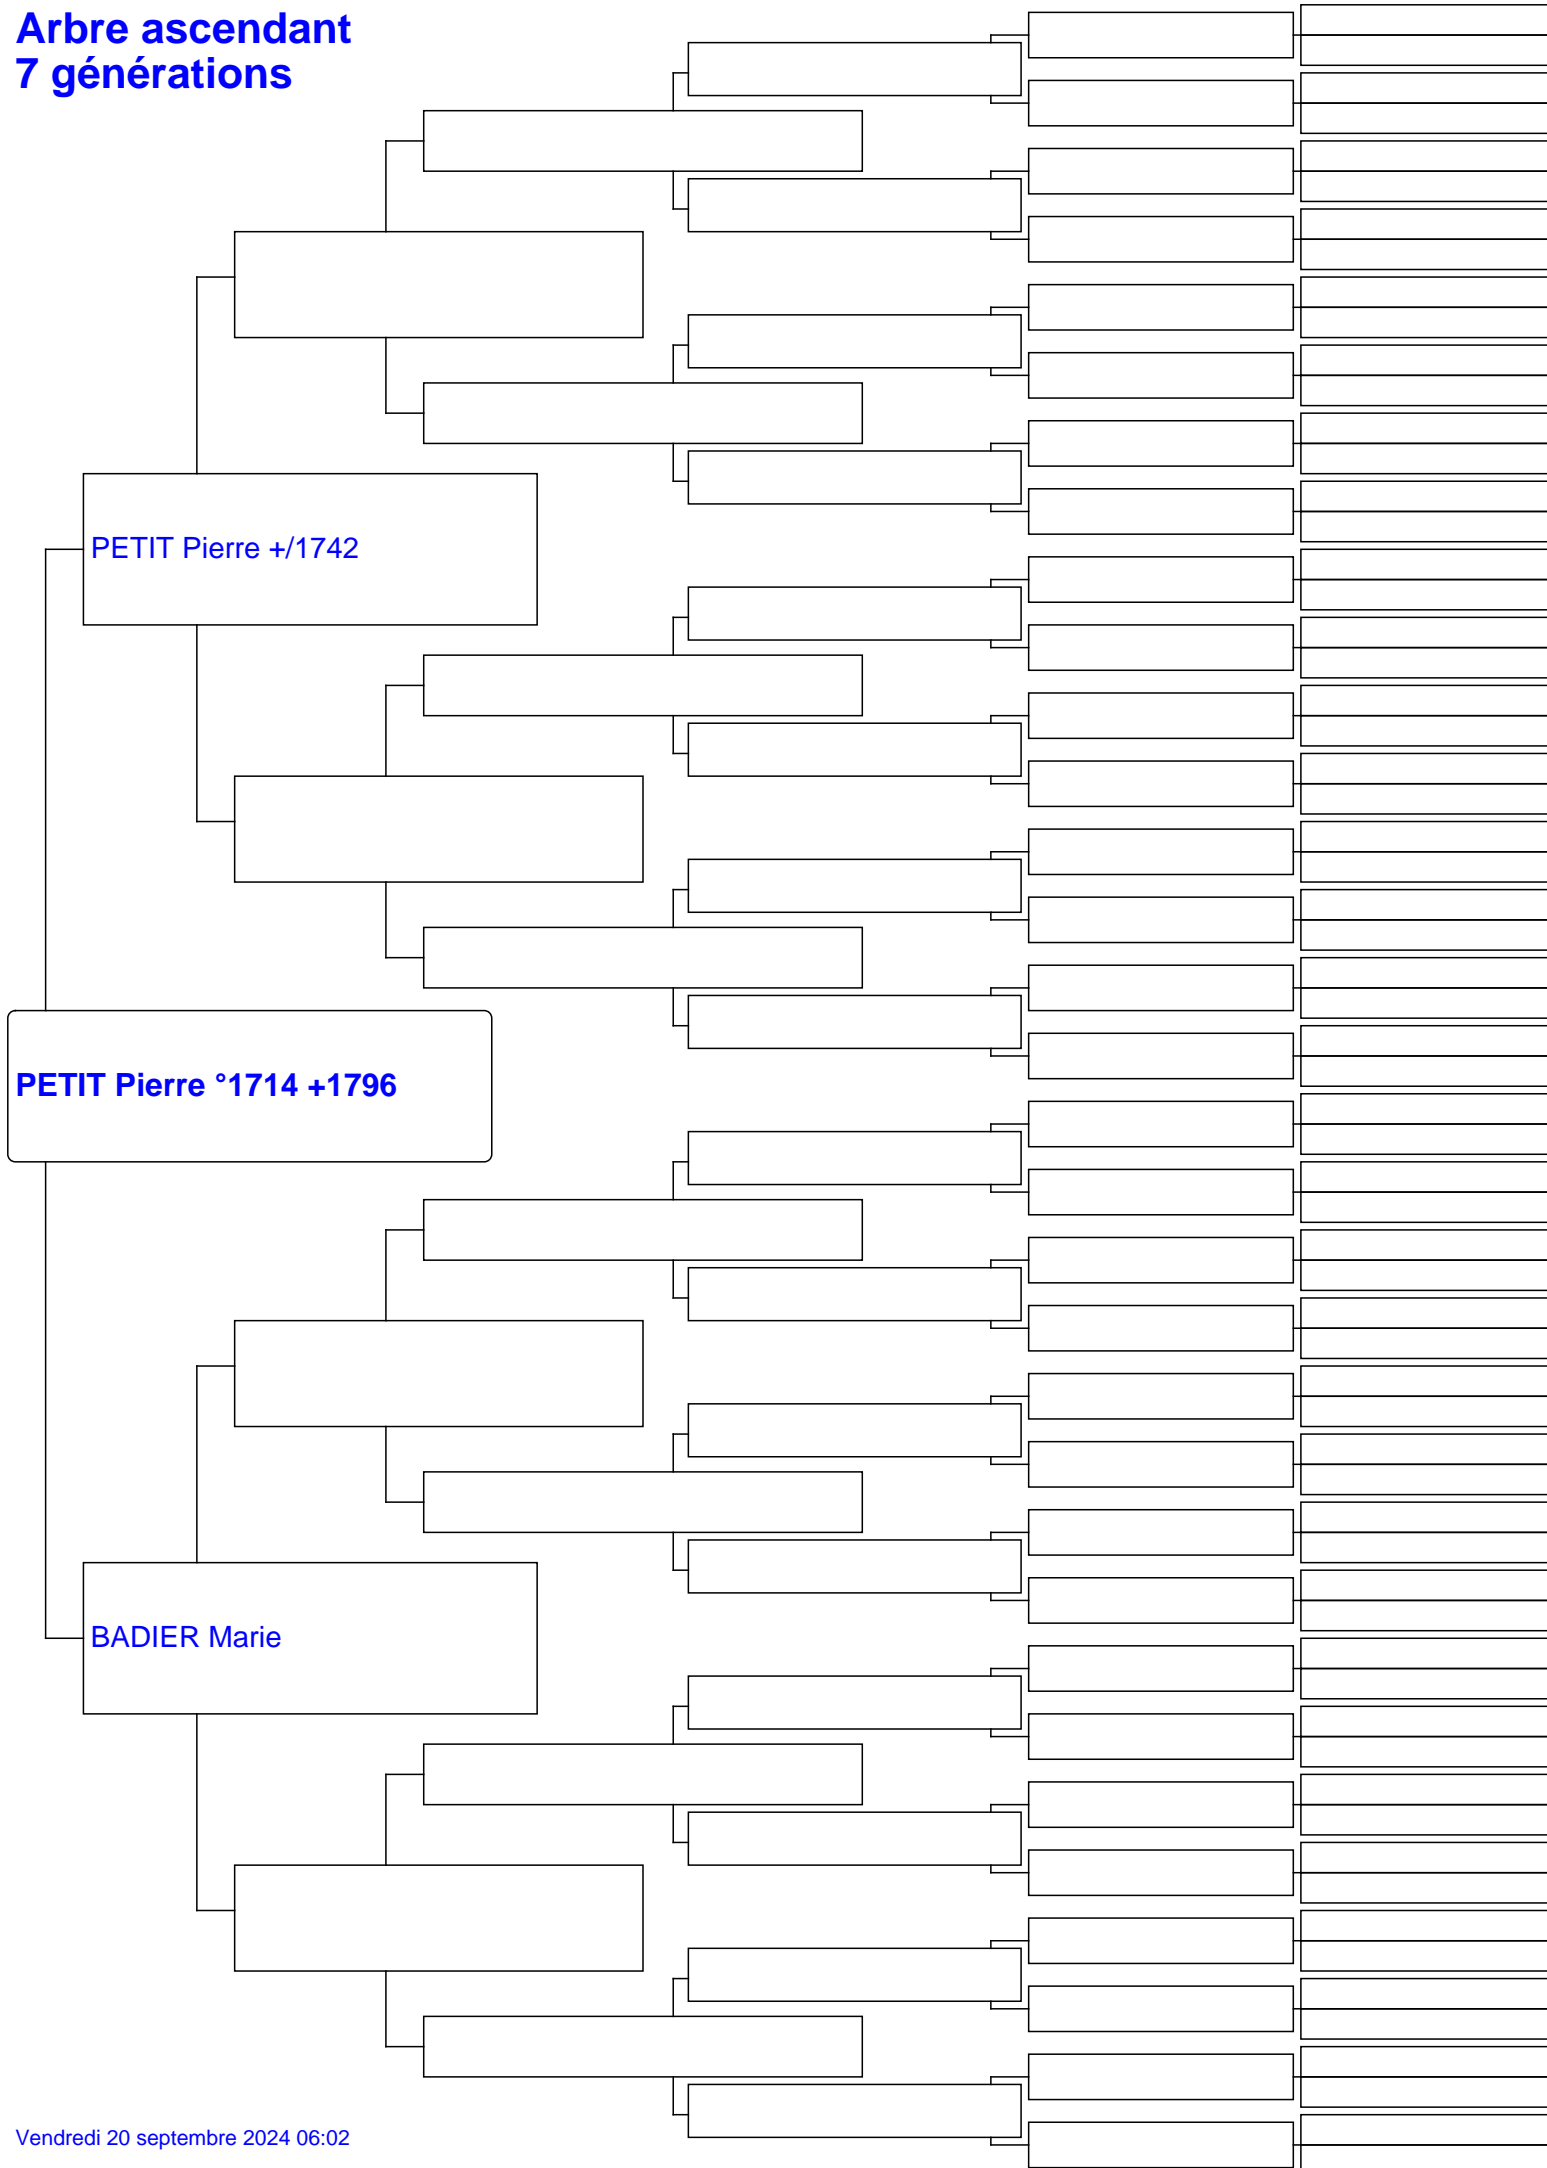 Arbre ascendant
7 générations
PETIT Pierre +/1742
PETIT Pierre °1714 +1796
BADIER Marie
Vendredi 20 septembre 2024 06:02